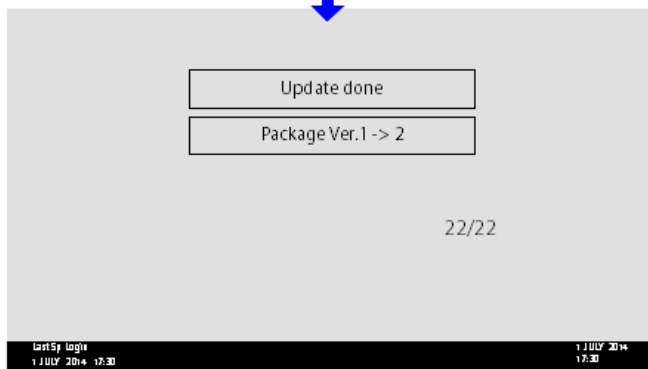 Update done
Package Ver.1 -> 2
22/22
Last Sp Login
1 JULY 2014 17:30
1 JULY 2014
17:30